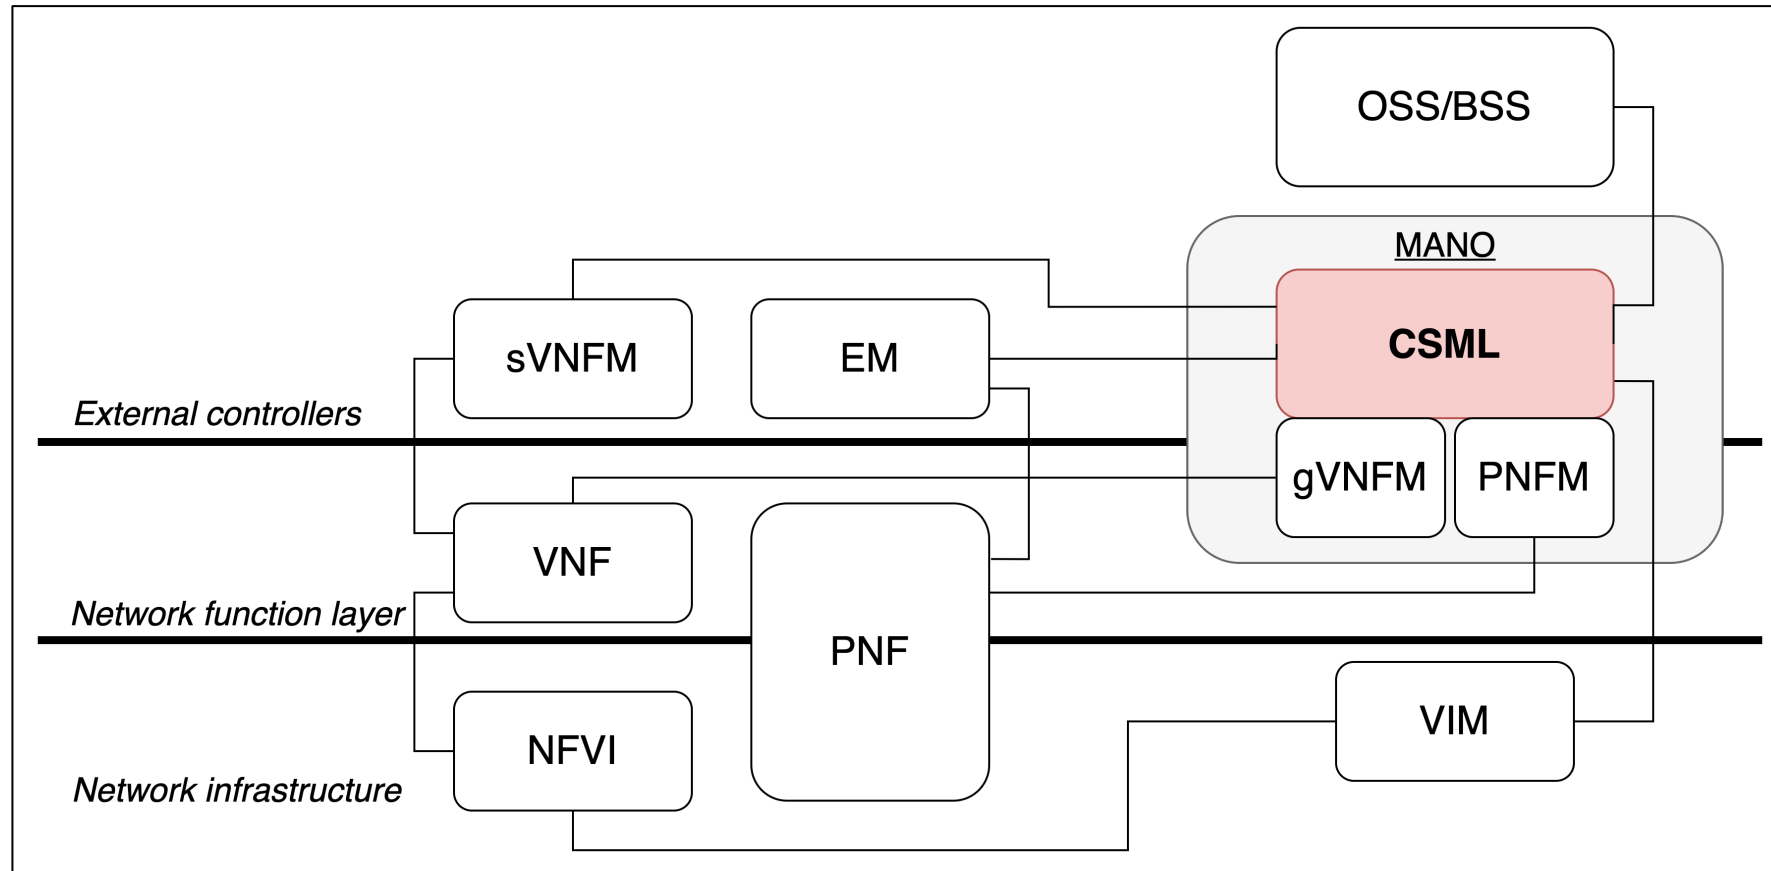 OSS/BSS
MANO
CSML
sVNFM
EM
External controllers
gVNFM
PNFM
VNF
Network function layer
PNF
VIM
NFVI
Network infrastructure